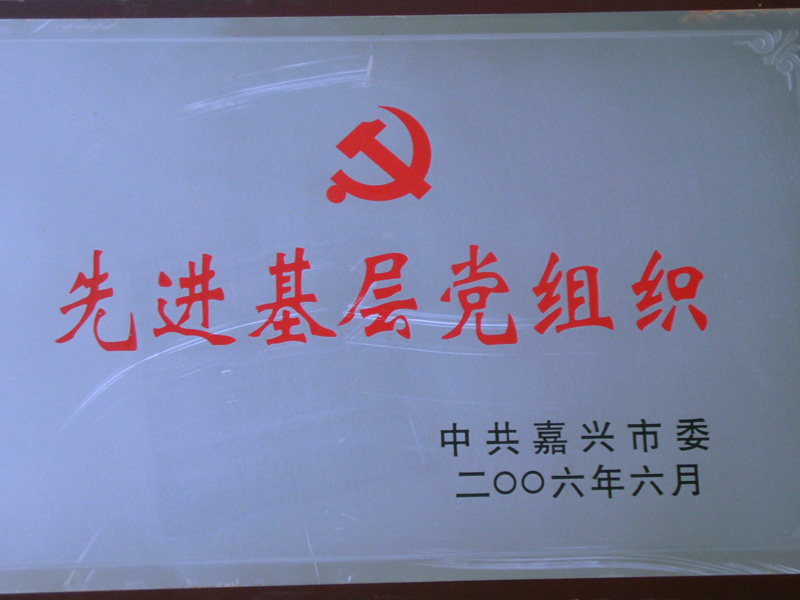 先进基层党组织
中共嘉兴市委
二〇〇六年六月